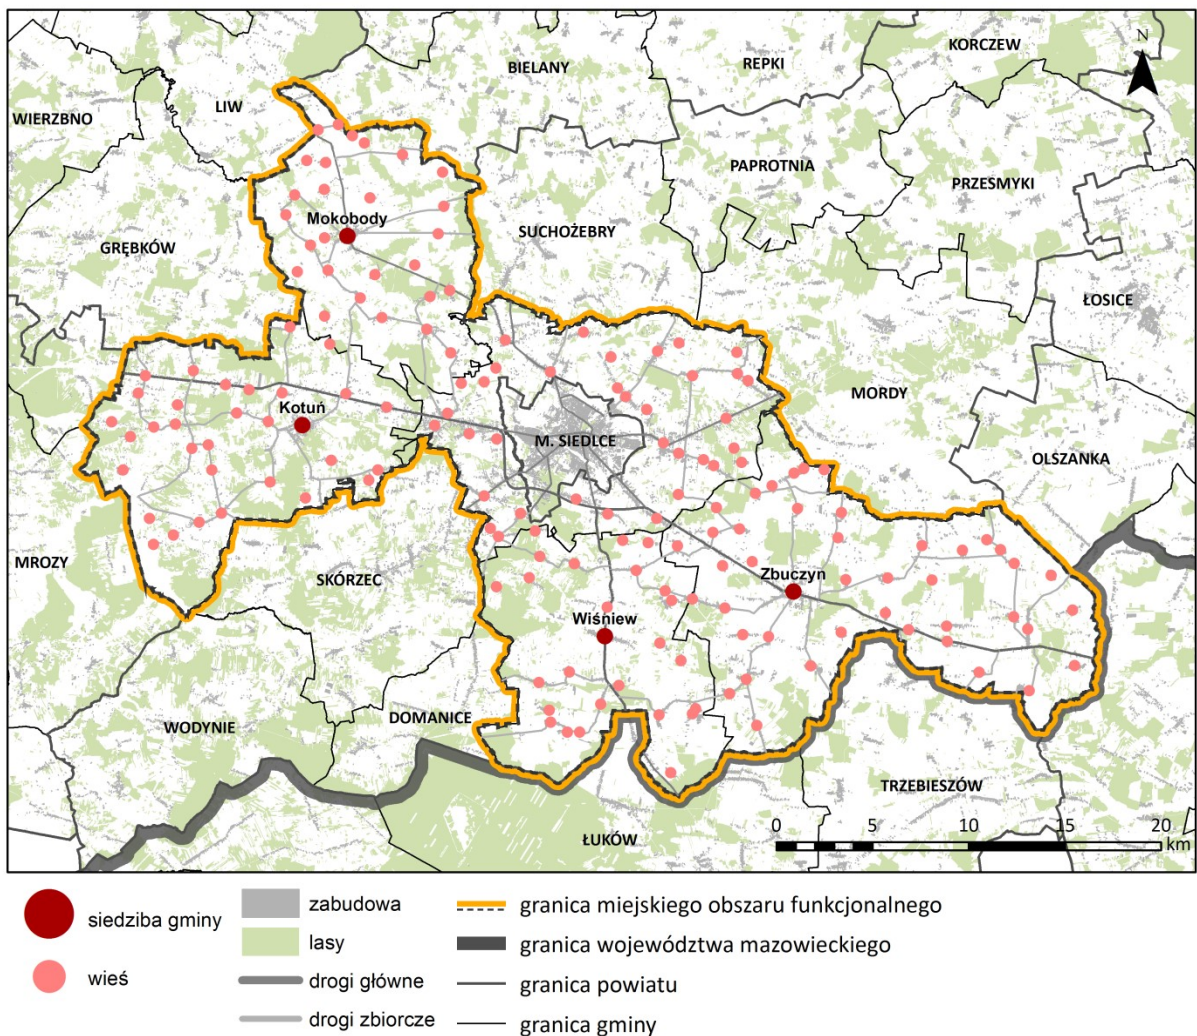 KORCZEW
N
BIELANY
REPKI
LIW
WIERZBNO
PAPROTNIA
PRZESMYKI
Mokobody
SUCHOŻEBRY
GRĘBKÓW
ŁOSICE
MORDY
Kotuń
M. SIEDLCE
OLSZANKA
MROZY
SKÓRZEC
Zbuczyn
Wiśniew
WODYNIE
DOMANICE
TRZEBIESZÓW
ŁUKÓW
0 5 10 15 20
km
siedziba gminy
wieś
zabudowa
lasy
drogi główne
drogi zbiorcze
granica miejskiego obszaru funkcjonalnego
granica województwa mazowieckiego
granica powiatu
granica gminy